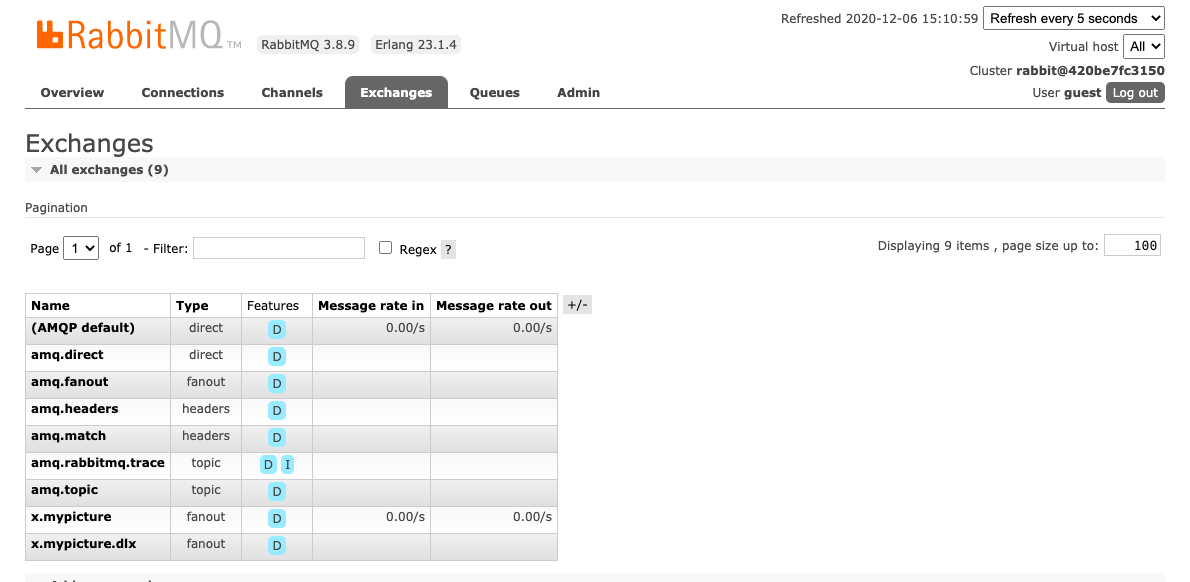 RabbitMQ TM RabbitMQ 3.8.9 Erlang 23.1.4
Refreshed 2020-12-06 15:10:59 Refresh every 5 seconds
Virtual host All
Cluster rabbit@420be7fc3150
User guest Log out
Overview Connections Channels Exchanges Queues Admin
Exchanges
All exchanges (9)
Pagination
Page 1 of 1 - Filter: Regex ? Displaying 9 items , page size up to: 100
Name Type Features Message rate in Message rate out +/-
(AMQP default) direct D 0.00/s 0.00/s
amq.direct direct D
amq.fanout fanout D
amq.headers headers D
amq.match headers D
amq.rabbitmq.trace topic D I
amq.topic topic D
x.mypicture fanout D 0.00/s 0.00/s
x.mypicture.dlx fanout D